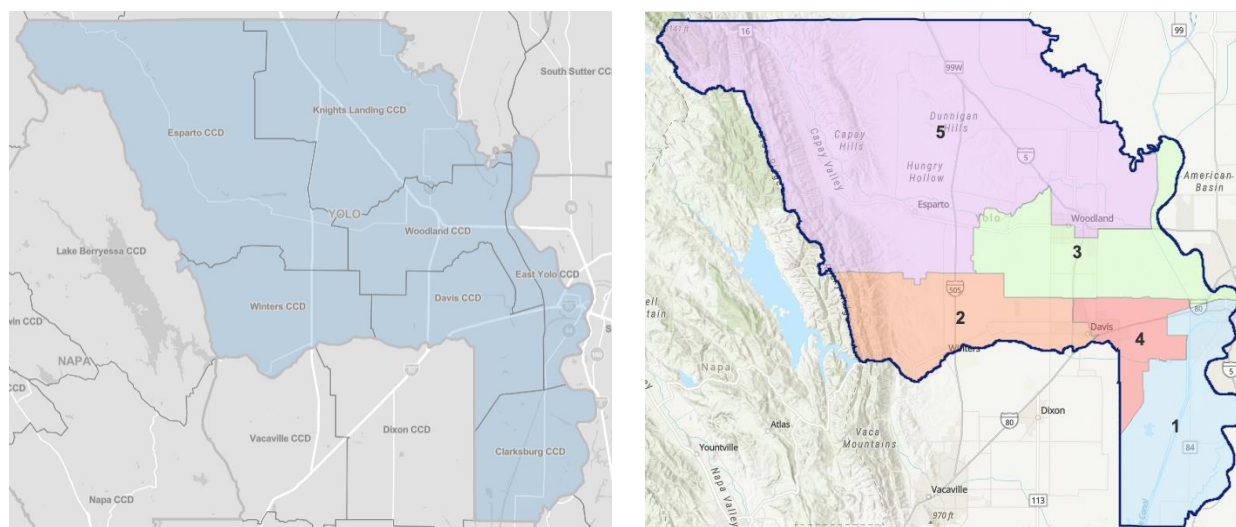 South Sutter CC
Knights Landing CCD
Esparto CCD
YOLO
Woodland CCD
Lake Berryessa CCD
East Yolo CCD
Winters CCD
Davis CCD
NAPA
Vacaville CCD
Dixon CCD
Clarksburg CCD
Napa CCD
16
99
99W
5
Dunnigan
Hills
Capay
Hills
Capay Valley
Hungry
Hollow
5
American
Basin
Esparto
Woodland
3
505
2
80
Davis
4
Winters
5
Napa
Dixon
1
Atlas
80
Yountville
Vaca
Mountains
84
Napa Valley
Vacaville
113
970 ft